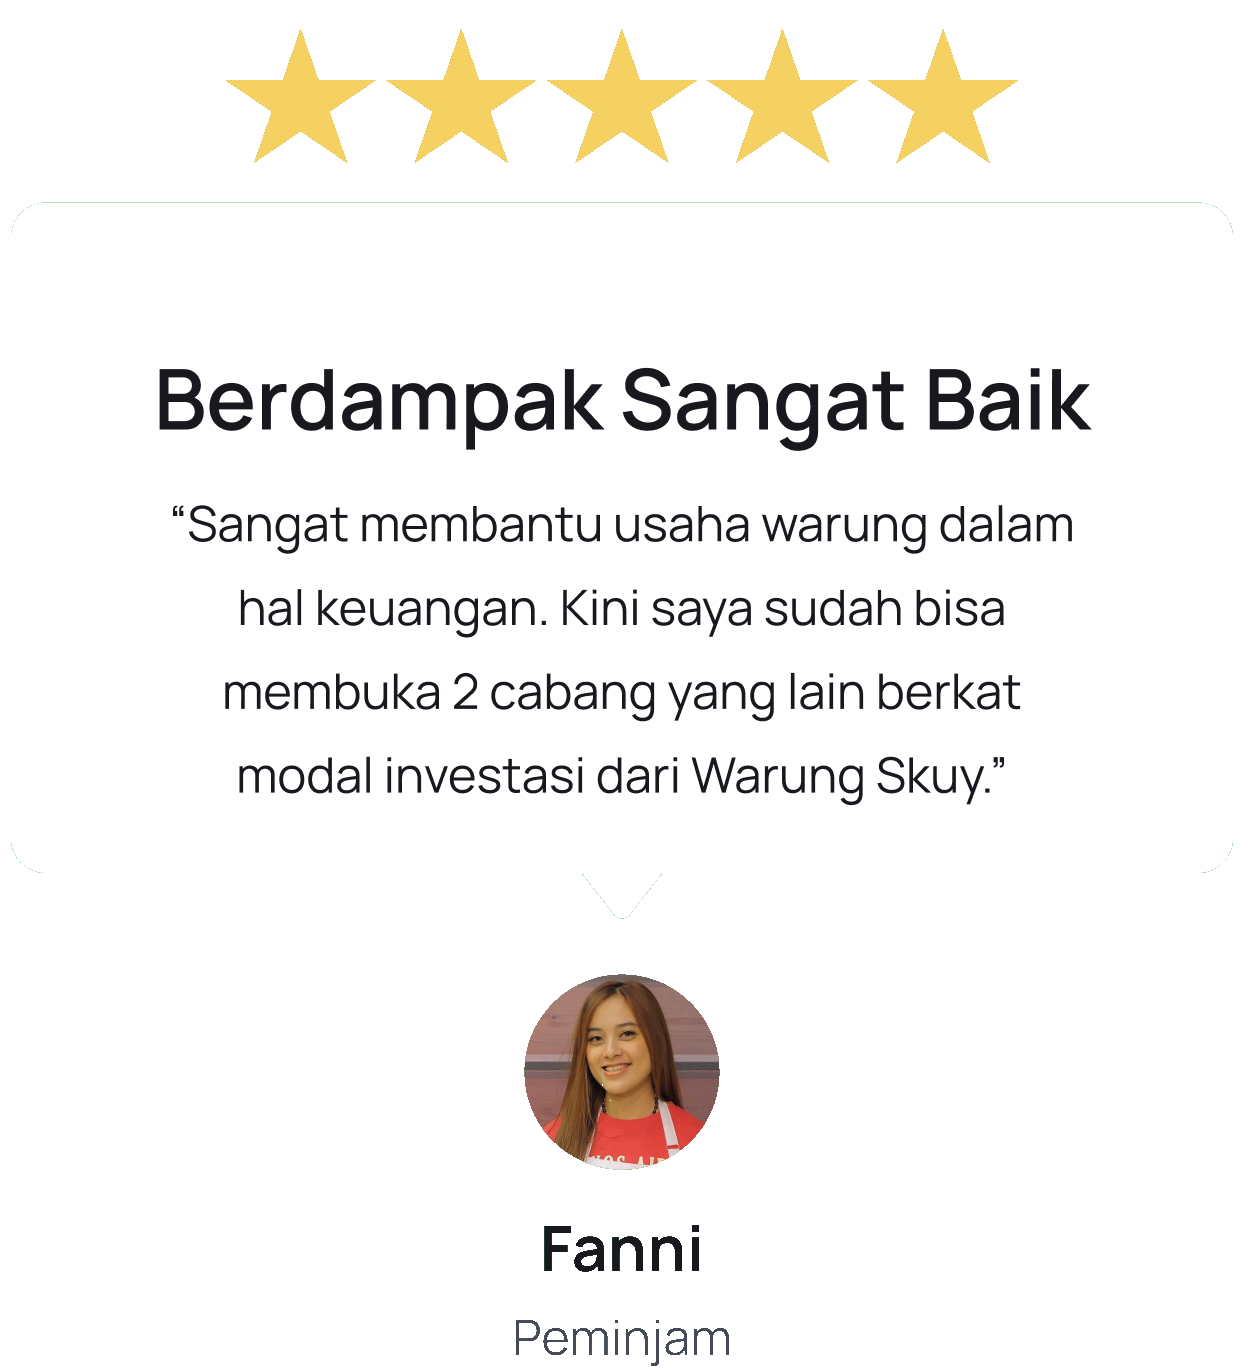 Berdampak Sangat Baik
“Sangat membantu usaha warung dalam
hal keuangan. Kini saya sudah bisa
membuka 2 cabang yang lain berkat
modal investasi dari Warung Skuy.”
Fanni
Peminjam